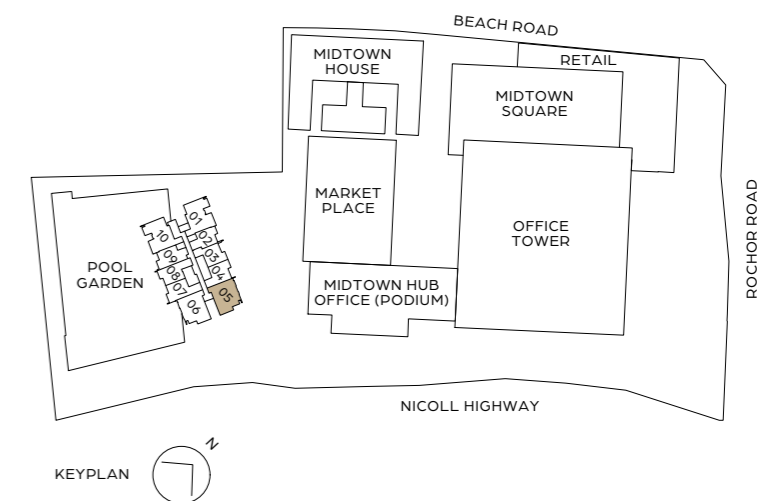 BEACH ROAD
MIDTOWN
HOUSE
RETAIL
MIDTOWN
SQUARE
MARKET
PLACE
OFFICE
TOWER
ROCHOR ROAD
01
02
03
04
05
10
09
08
07
06
POOL
GARDEN
MIDTOWN HUB
OFFICE (PODIUM)
NICOLL HIGHWAY
N
KEYPLAN